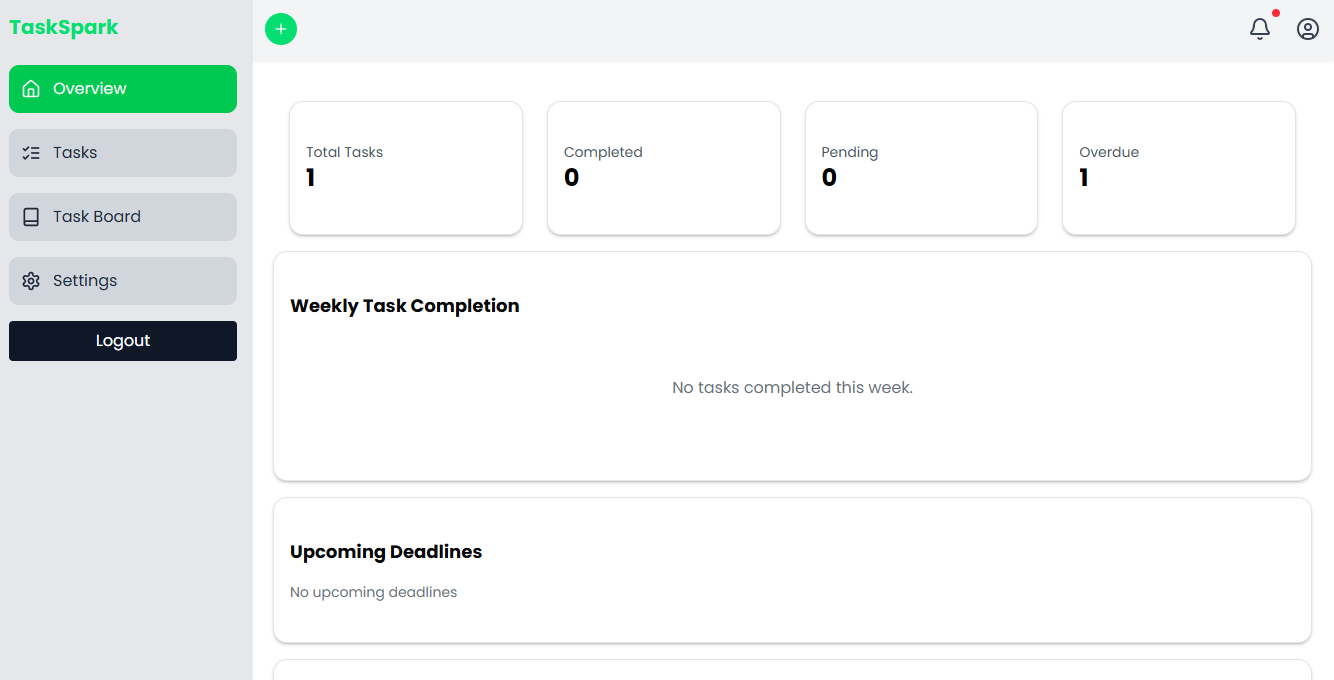 TaskSpark
Overview
Tasks
Task Board
Settings
Logout
Total Tasks
1
Completed
0
Pending
0
Overdue
1
Weekly Task Completion
No tasks completed this week.
Upcoming Deadlines
No upcoming deadlines